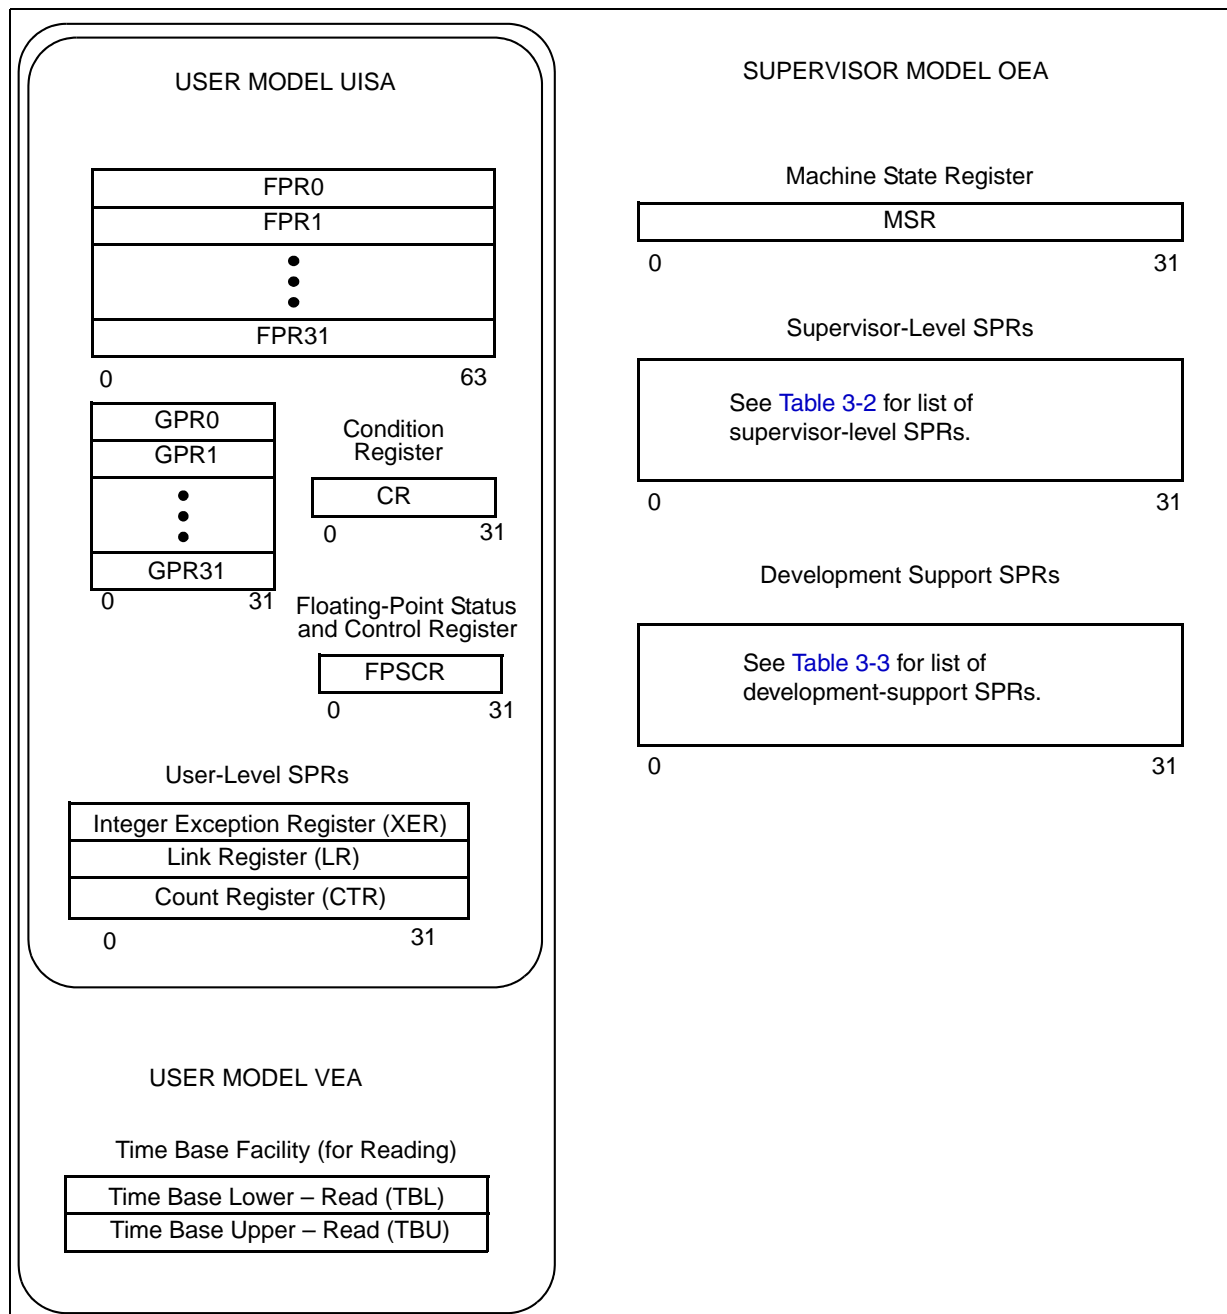 USER MODEL UISA
FPR0
FPR1
FPR31
0 63
GPR0
GPR1
GPR31
0 31
Condition
Register
CR
0 31
Floating-Point Status
and Control Register
FPSCR
0 31
User-Level SPRs
Integer Exception Register (XER)
Link Register (LR)
Count Register (CTR)
0 31
USER MODEL VEA
Time Base Facility (for Reading)
Time Base Lower – Read (TBL)
Time Base Upper – Read (TBU)
SUPERVISOR MODEL OEA
Machine State Register
MSR
0 31
Supervisor-Level SPRs
See Table 3-2 for list of
supervisor-level SPRs.
0 31
Development Support SPRs
See Table 3-3 for list of
development-support SPRs.
0 31